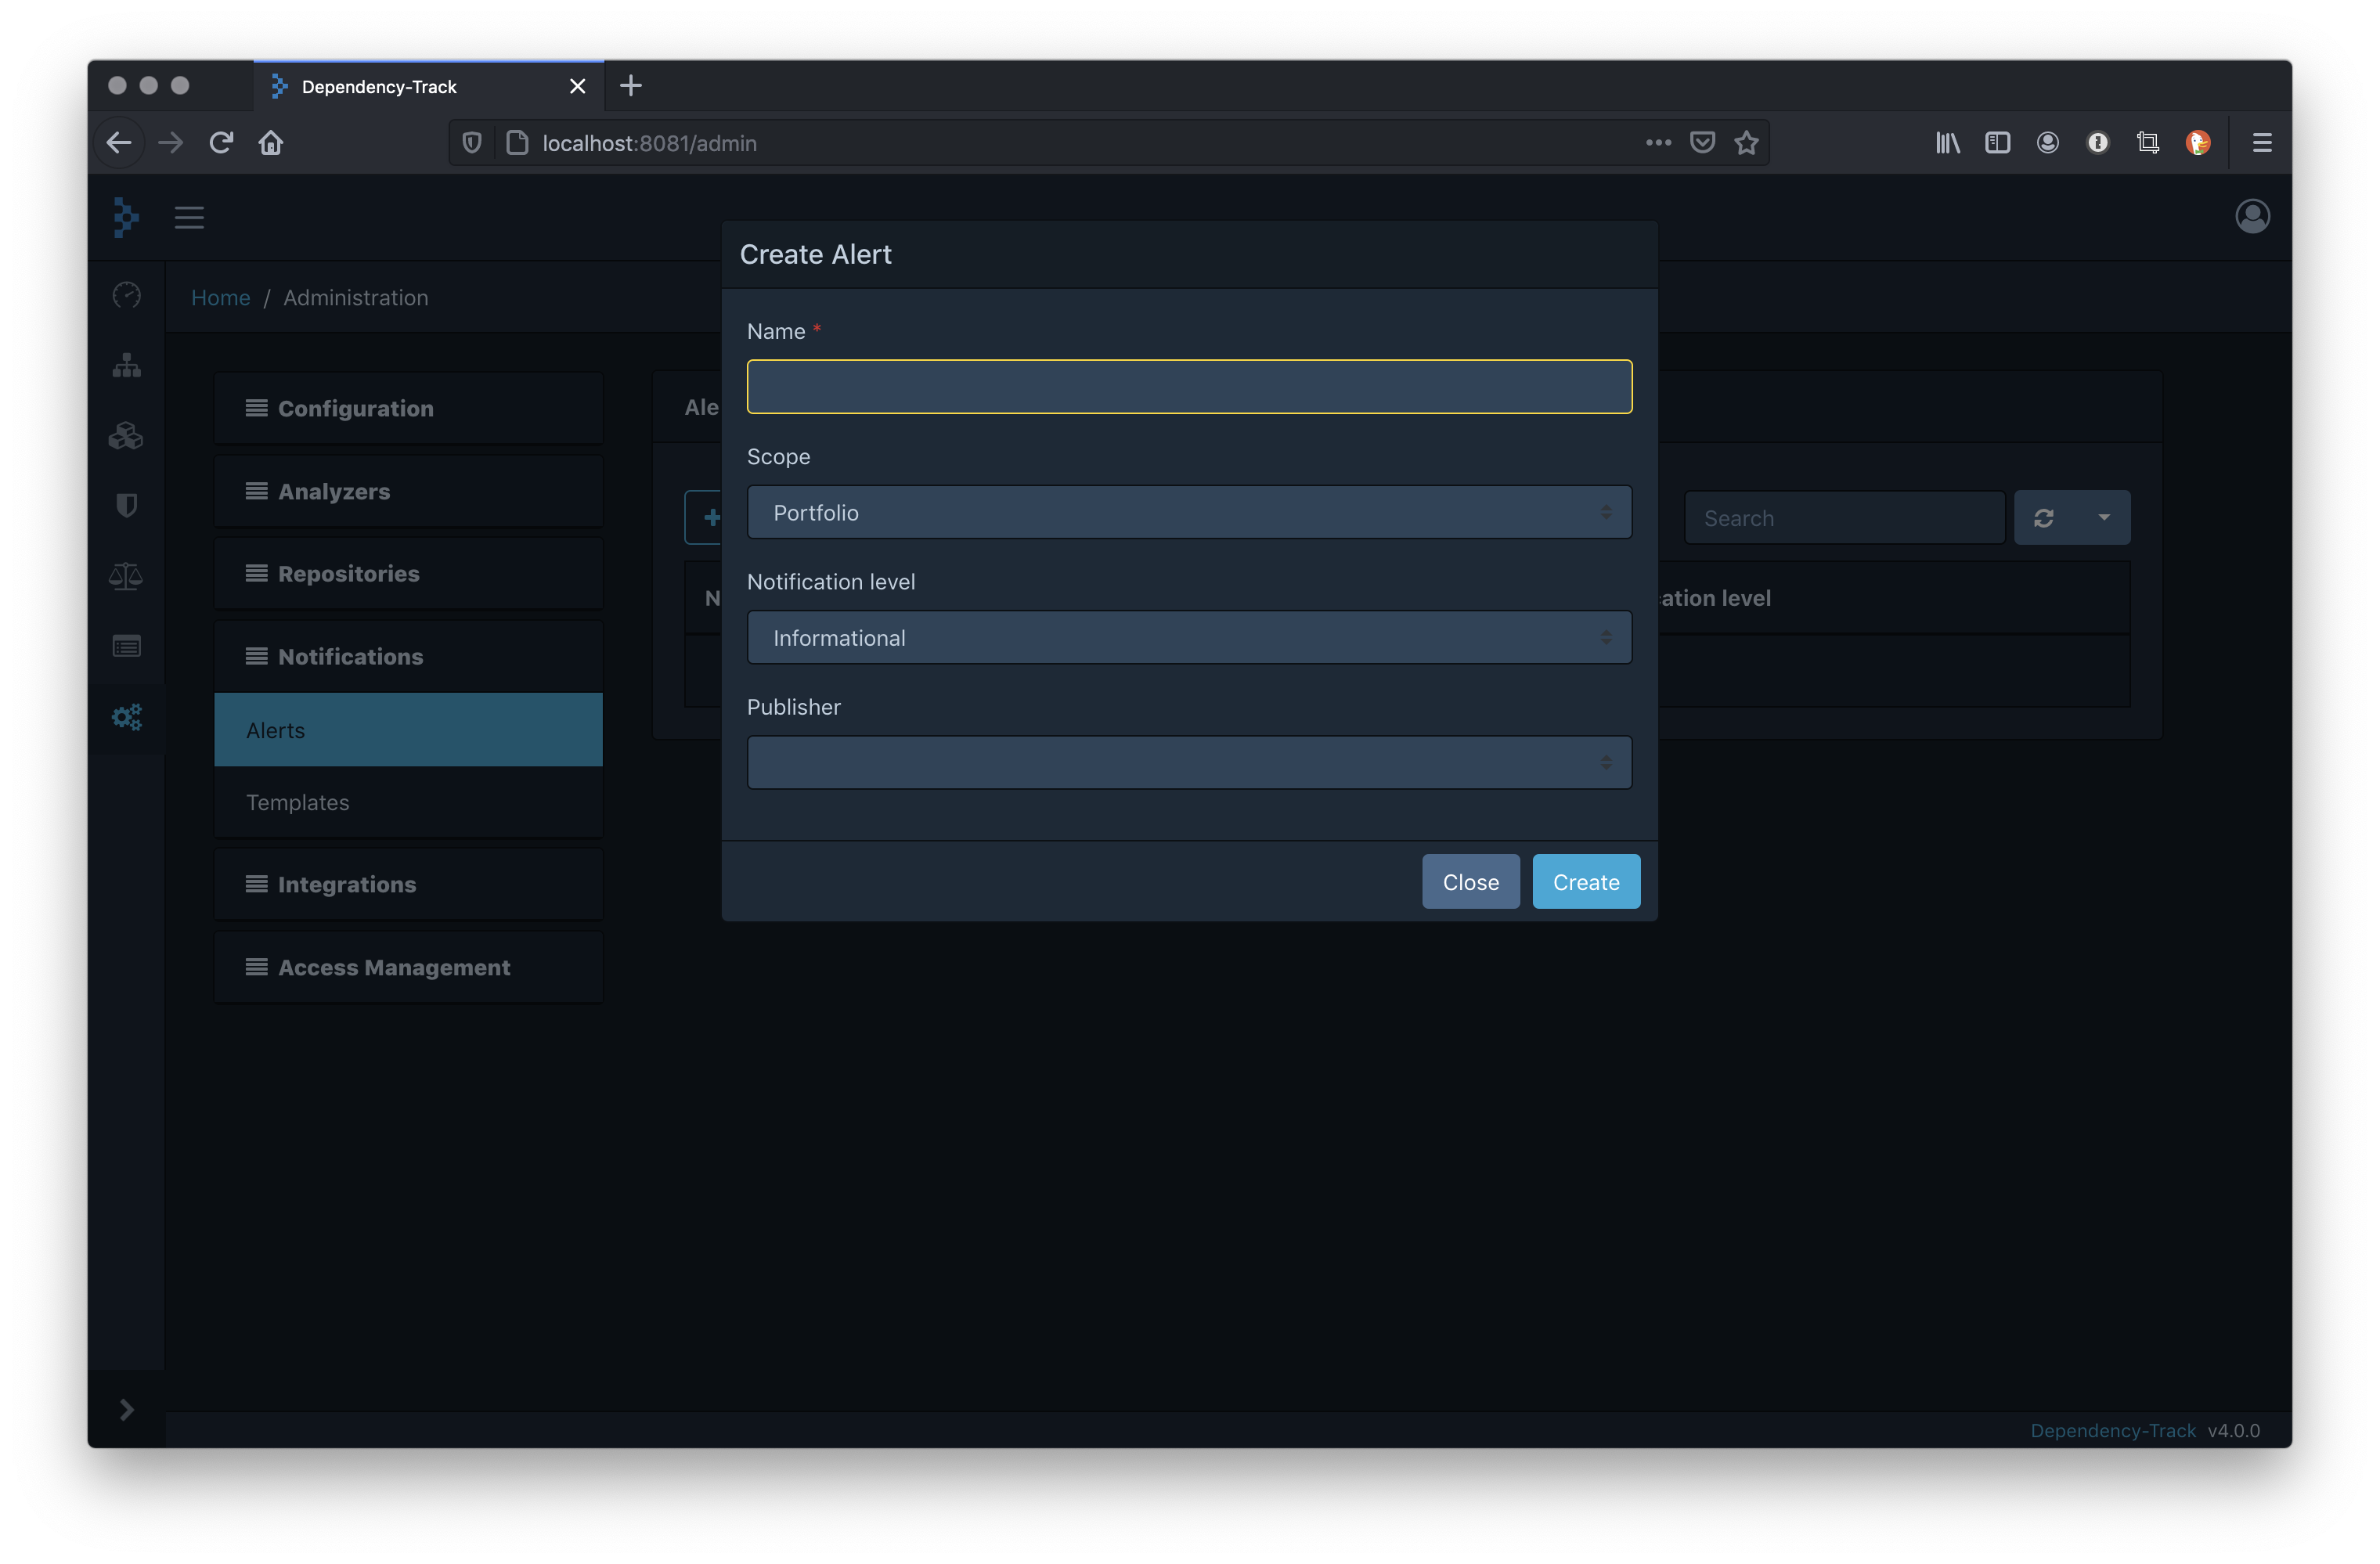 Dependency-Track
localhost:8081/admin
Create Alert
Home / Administration
Name *
Configuration
Ale
Scope
Analyzers
Portfolio
Search
Repositories
Notification level
N
ation level
Informational
Notifications
Publisher
Alerts
Templates
Integrations
Close
Create
Access Management
Dependency-Track v4.0.0